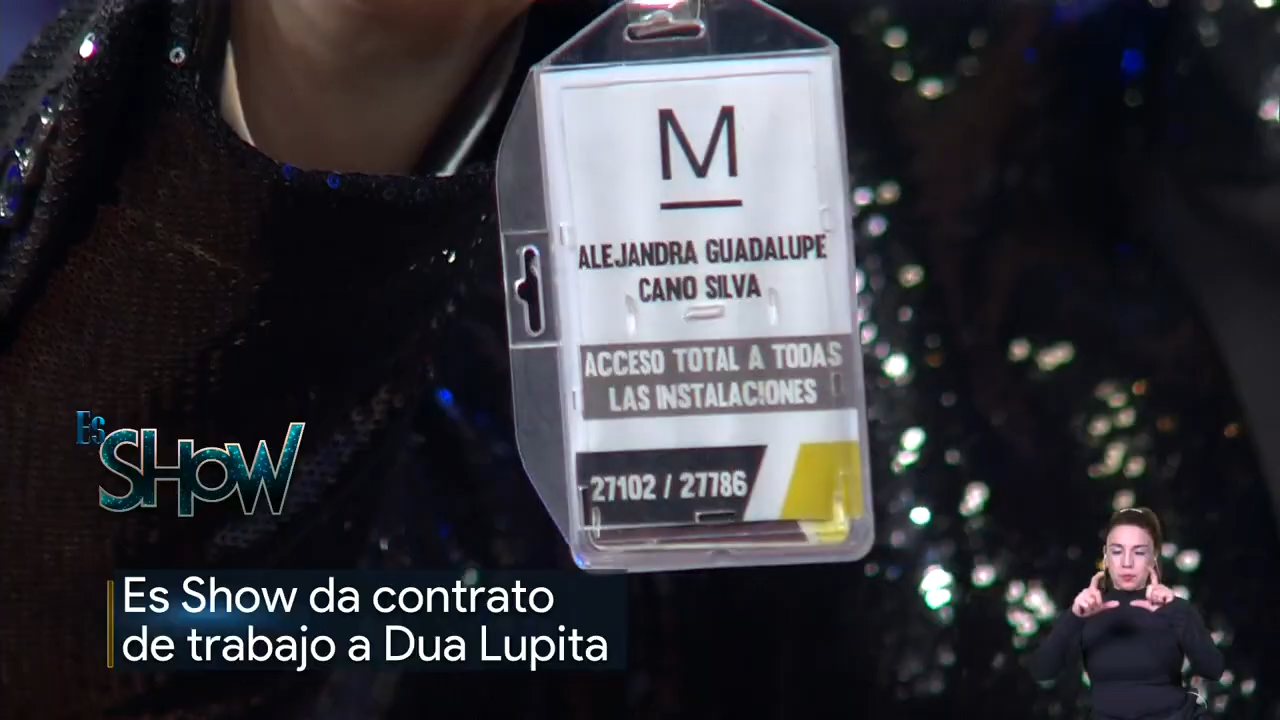 M
ALEJANDRA GUADALUPE
CANO SILVA
ACCESO TOTAL A TODAS
LAS INSTALACIONES
27102 / 27786
Es
SHOW
Es Show da contrato
de trabajo a Dua Lupita